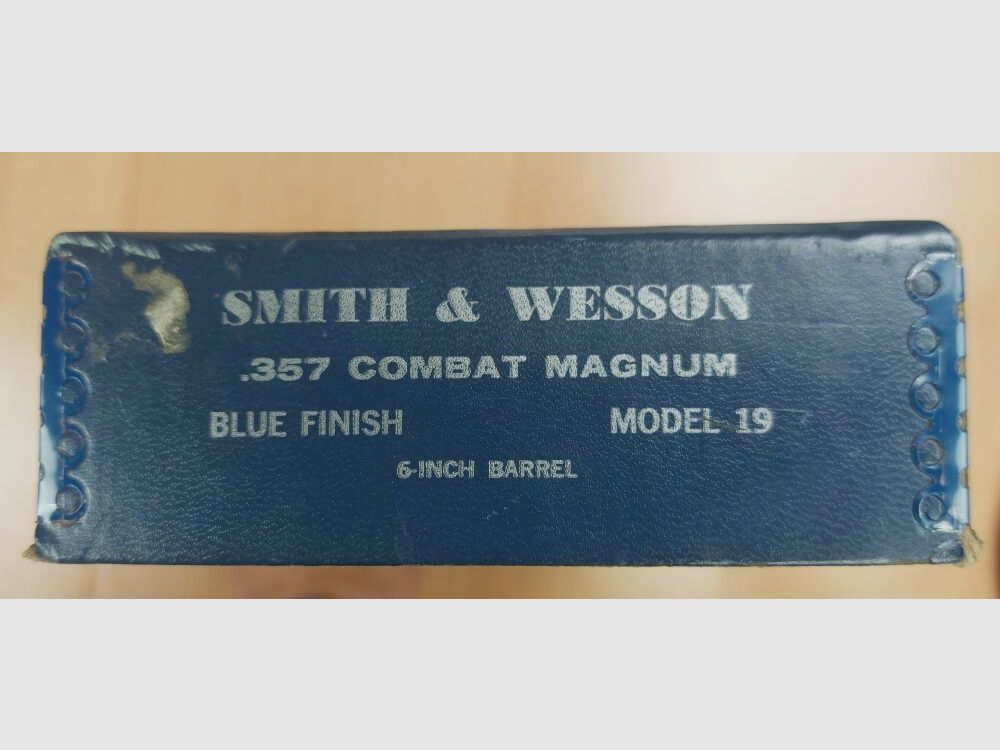 SMITH & WESSON
.357 COMBAT MAGNUM
BLUE FINISH MODEL 19
6-INCH BARREL